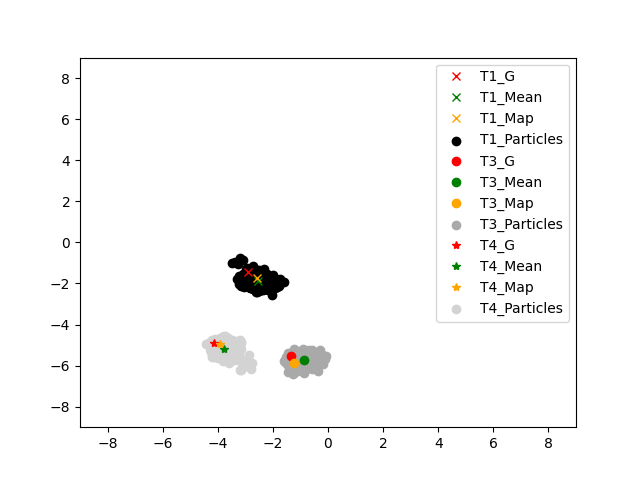 8
6
4
2
0
−2
−4
−6
−8
−8 −6 −4 −2 0 2 4 6 8
T1_G
T1_Mean
T1_Map
T1_Particles
T3_G
T3_Mean
T3_Map
T3_Particles
T4_G
T4_Mean
T4_Map
T4_Particles